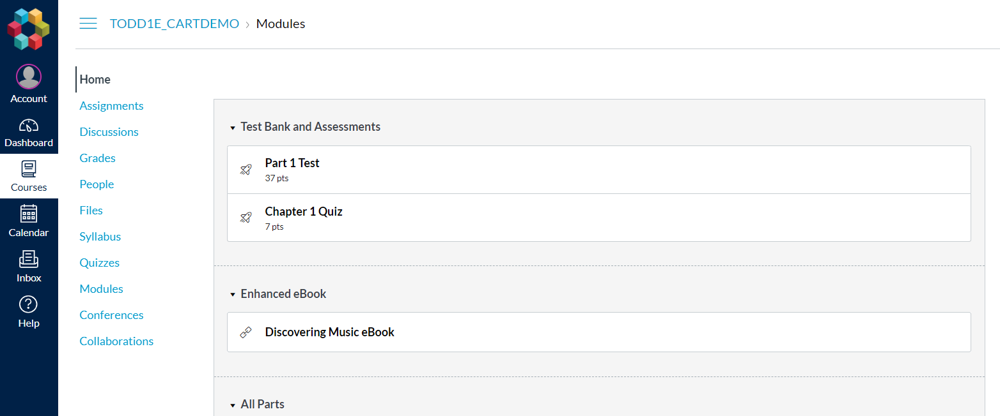 TODD1E_CARTDEMO › Modules
Account
Dashboard
Courses
Calendar
Inbox
Help
Home
Assignments
Discussions
Grades
People
Files
Syllabus
Quizzes
Modules
Conferences
Collaborations
Test Bank and Assessments
Part 1 Test
37 pts
Chapter 1 Quiz
7 pts
Enhanced eBook
Discovering Music eBook
All Parts